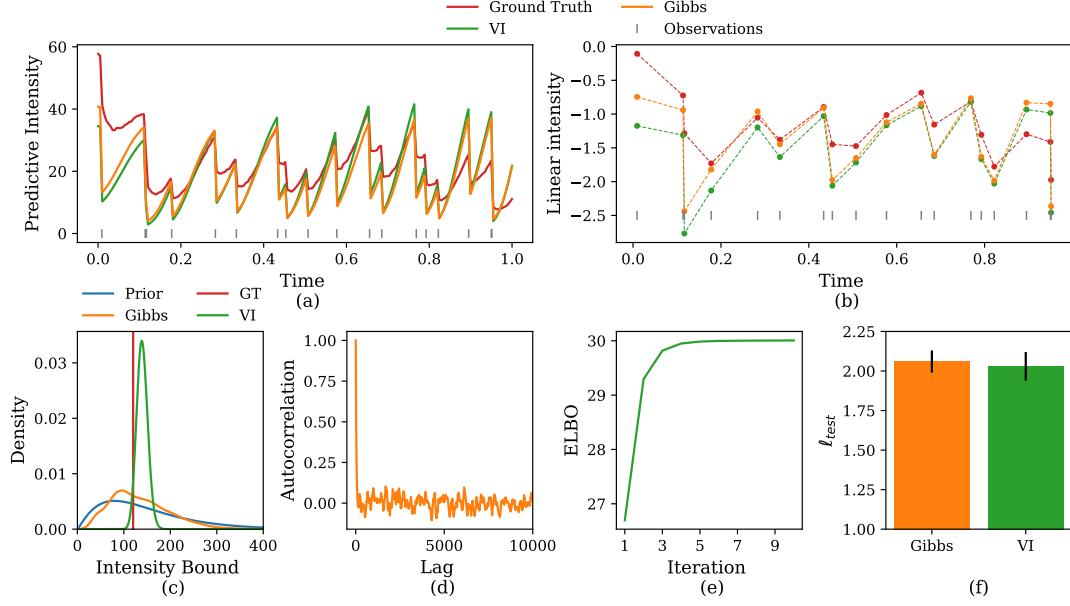 Ground Truth
VI
Gibbs
Observations
60
40
20
0
Predictive Intensity
0.0 0.2 0.4 0.6 0.8 1.0
Time
(a)
0.0
−0.5
−1.0
−1.5
−2.0
−2.5
Linear intensity
0.0 0.2 0.4 0.6 0.8
Time
(b)
Prior
Gibbs
GT
VI
0.03
0.02
0.01
0.00
Density
0 100 200 300 400
Intensity Bound
(c)
1.00
0.75
0.50
0.25
0.00
Autocorrelation
0 5000 10000
Lag
(d)
30
29
28
27
ELBO
1 3 5 7 9
Iteration
(e)
2.25
2.00
1.75
1.50
1.25
1.00
ℓtest
Gibbs VI
(f)